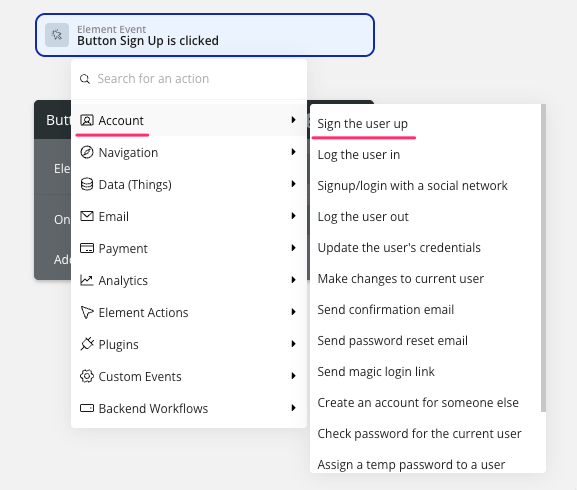 Element Event
Button Sign Up is clicked
Search for an action
Account
Navigation
Data (Things)
Email
Payment
Analytics
Element Actions
Plugins
Custom Events
Backend Workflows
Sign the user up
Log the user in
Signup/login with a social network
Log the user out
Update the user's credentials
Make changes to current user
Send confirmation email
Send password reset email
Send magic login link
Create an account for someone else
Check password for the current user
Assign a temp password to a user